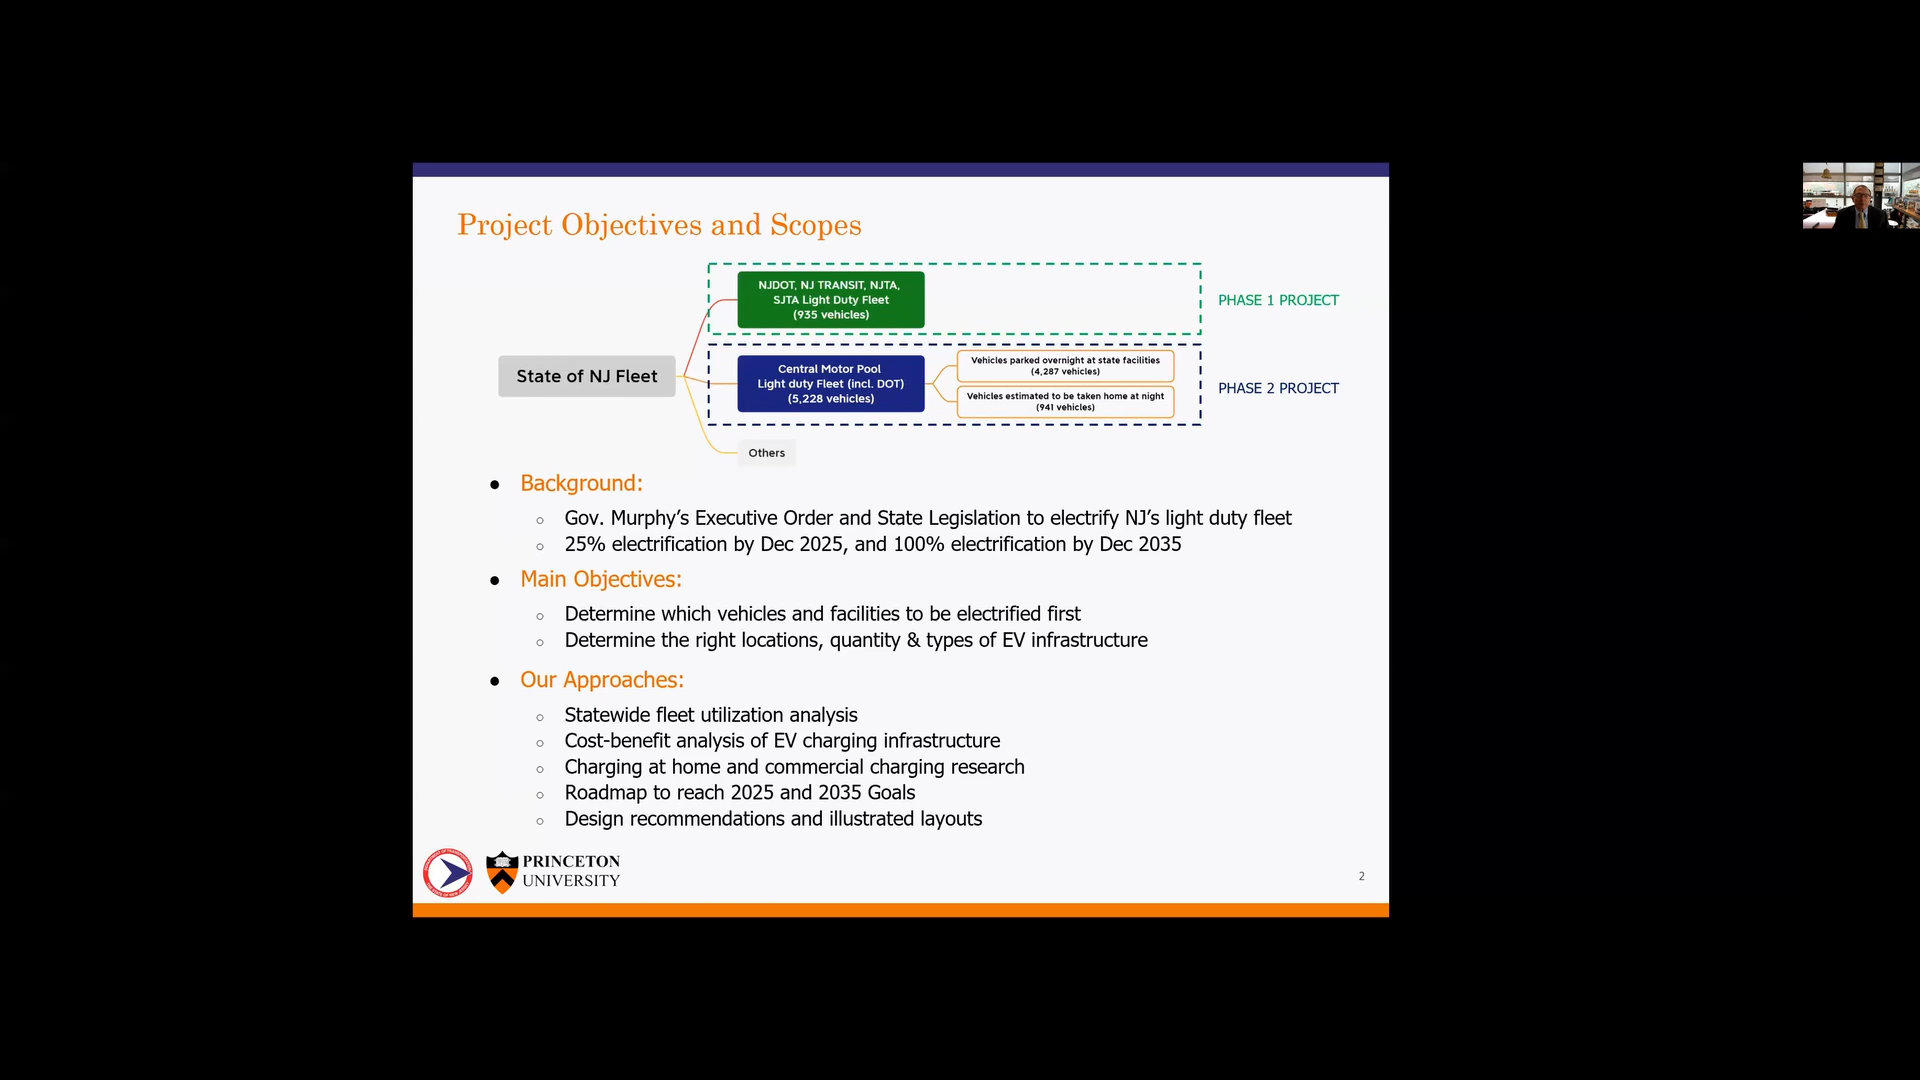 Project Objectives and Scopes
NJDOT, NJ TRANSIT, NJTA,
SJTA Light Duty Fleet
(935 vehicles)
PHASE 1 PROJECT
State of NJ Fleet
Central Motor Pool
Light duty Fleet (incl. DOT)
(5,228 vehicles)
Vehicles parked overnight at state facilities
(4,287 vehicles)
Vehicles estimated to be taken home at night
(941 vehicles)
PHASE 2 PROJECT
Others
● Background:
○ Gov. Murphy’s Executive Order and State Legislation to electrify NJ’s light duty fleet
○ 25% electrification by Dec 2025, and 100% electrification by Dec 2035
● Main Objectives:
○ Determine which vehicles and facilities to be electrified first
○ Determine the right locations, quantity & types of EV infrastructure
● Our Approaches:
○ Statewide fleet utilization analysis
○ Cost-benefit analysis of EV charging infrastructure
○ Charging at home and commercial charging research
○ Roadmap to reach 2025 and 2035 Goals
○ Design recommendations and illustrated layouts
PRINCETON
UNIVERSITY
2